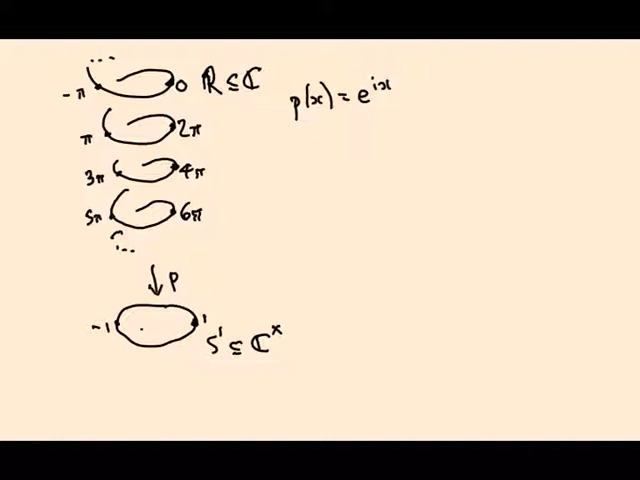 ...
-π 0 ℝ ⊆ ℂ p(x) = e^{ix}
π 2π
3π 4π
5π 6π
...
↓ p
-1 1
S¹ ⊆ ℂ^×